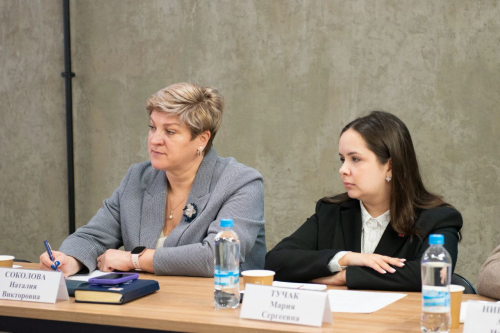 СОКОЛОВА
Наталия
Викторовна
ТУЧАК
Мария
Сергеевна